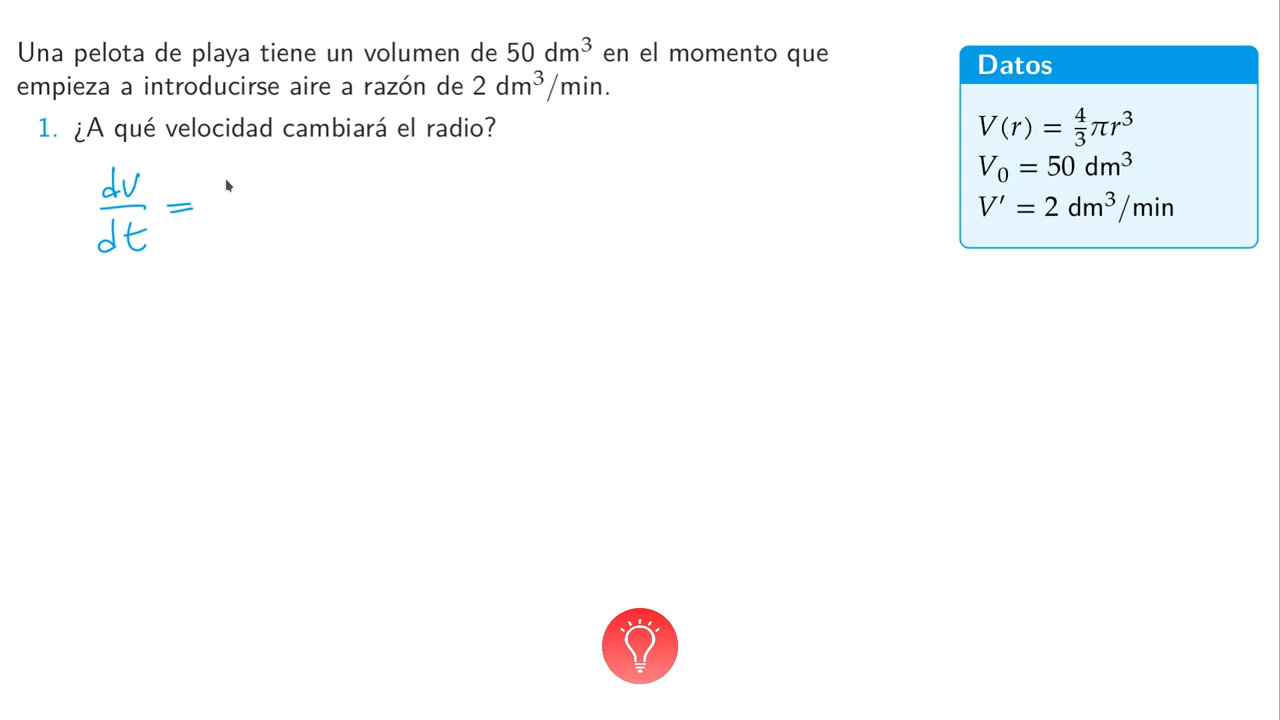 Una pelota de playa tiene un volumen de 50 dm³ en el momento que
empieza a introducirse aire a razón de 2 dm³/min.
1. ¿A qué velocidad cambiará el radio?
dv/dt =
Datos
V(r) = 4/3 πr³
V₀ = 50 dm³
V′ = 2 dm³/min